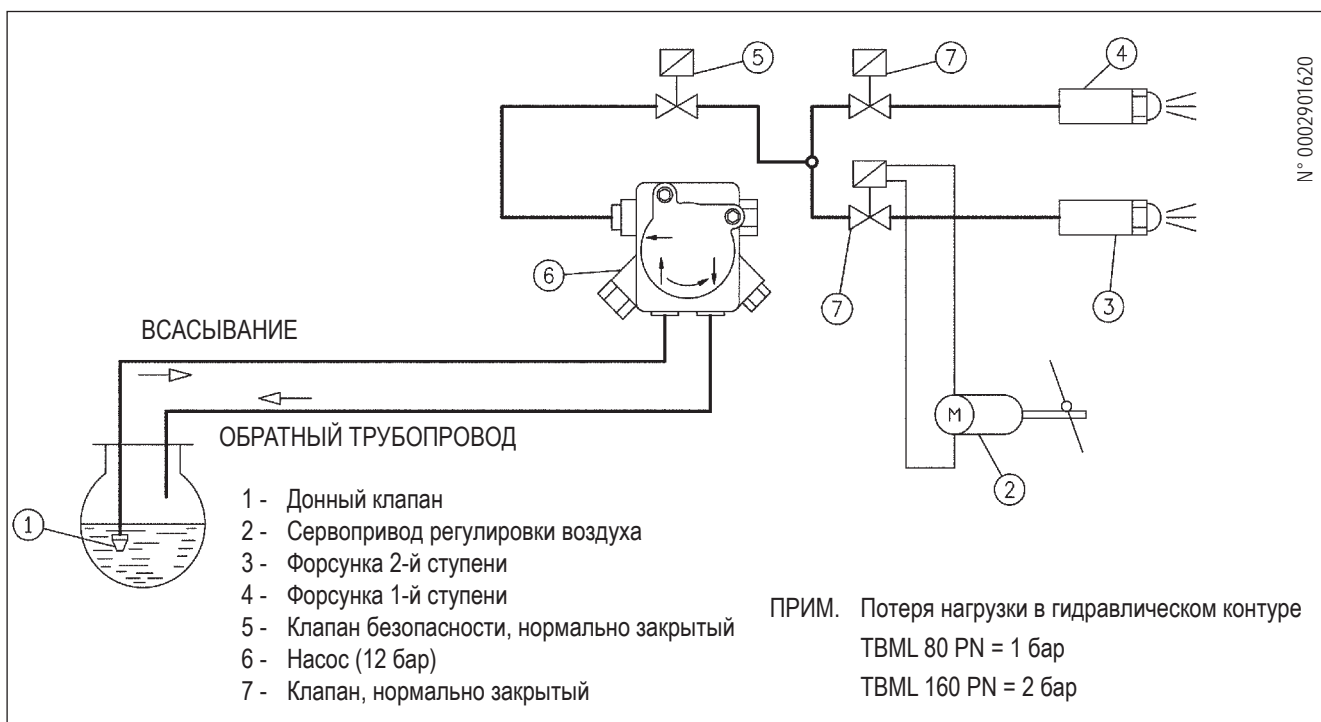 5
7
4
N° 0002901620
6
7
3
ВСАСЫВАНИЕ
M
ОБРАТНЫЙ ТРУБОПРОВОД
2
1
1 - Донный клапан
2 - Сервопривод регулировки воздуха
3 - Форсунка 2-й ступени
4 - Форсунка 1-й ступени
5 - Клапан безопасности, нормально закрытый
6 - Насос (12 бар)
7 - Клапан, нормально закрытый
ПРИМ. Потеря нагрузки в гидравлическом контуре
TBML 80 PN = 1 бар
TBML 160 PN = 2 бар